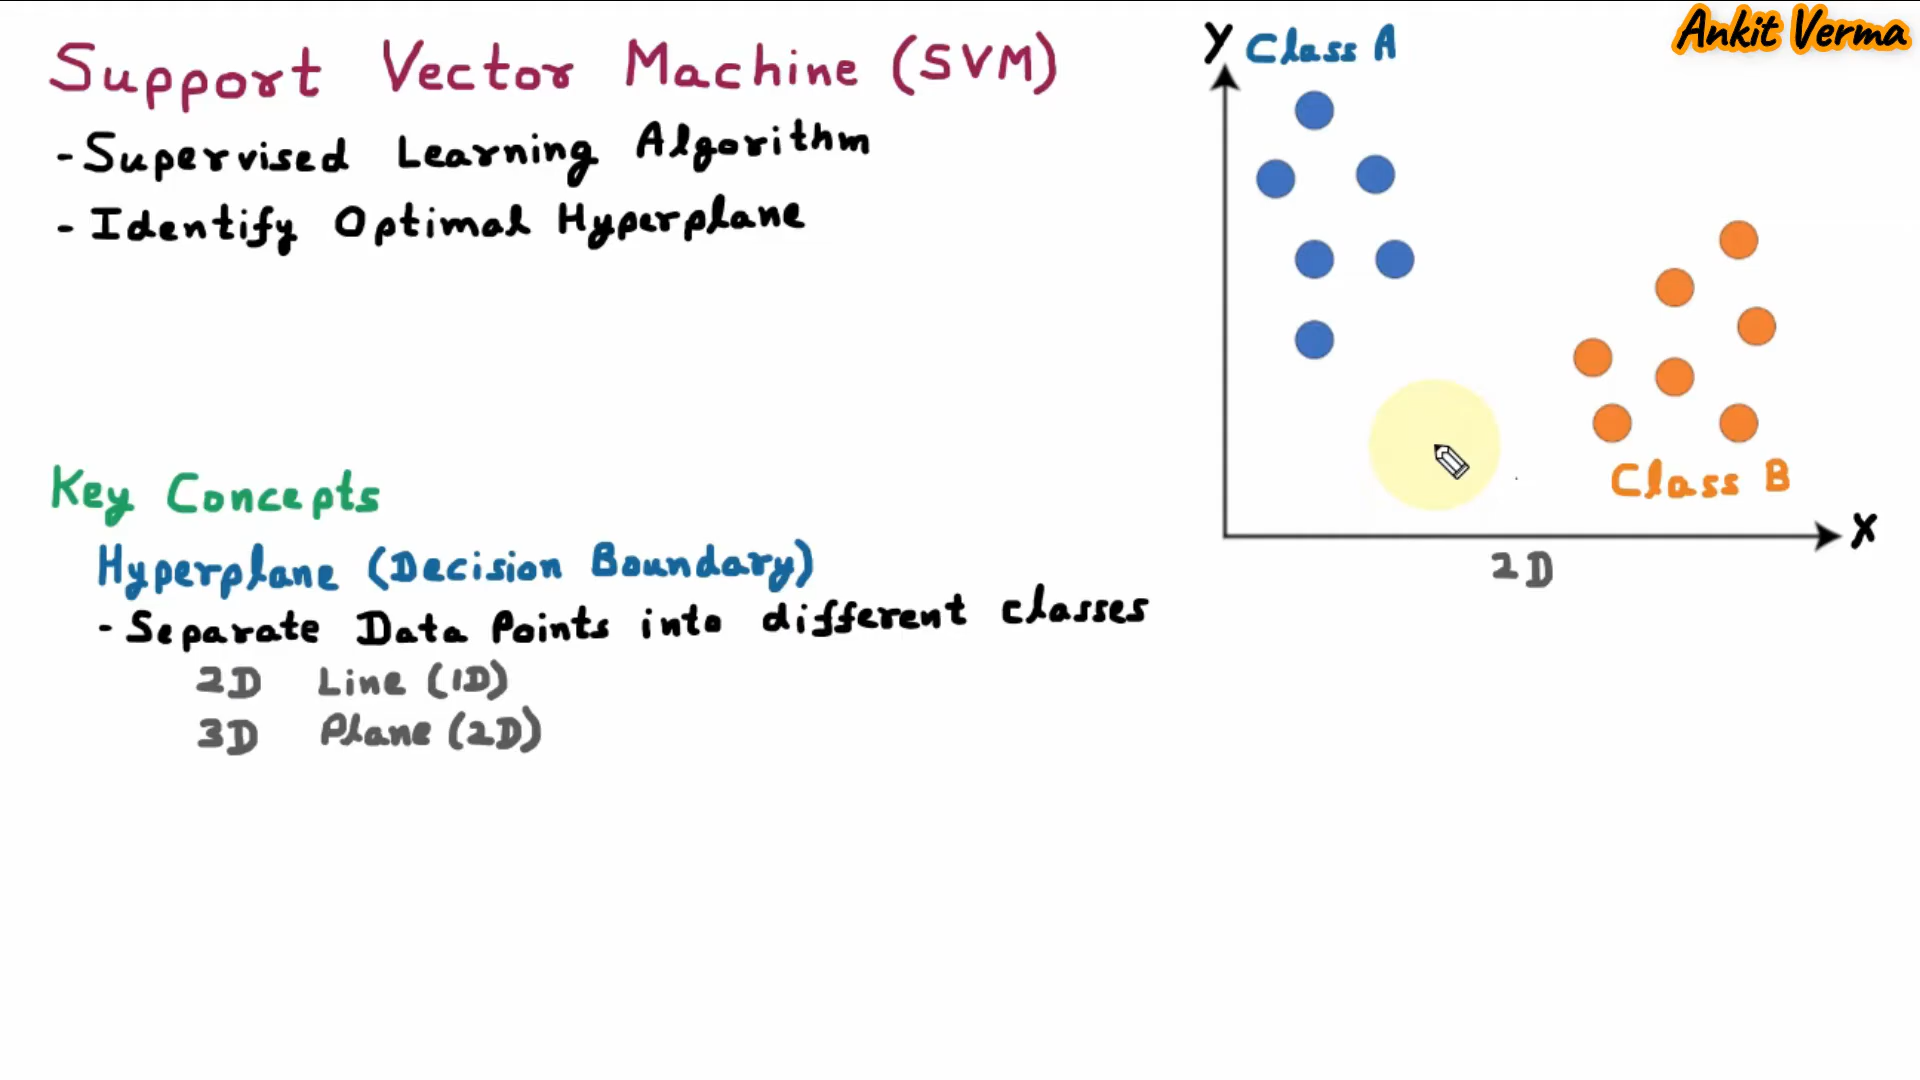 Support Vector Machine (SVM)
- Supervised Learning Algorithm
- Identify Optimal Hyperplane
Key Concepts
Hyperplane (Decision Boundary)
- Separate Data Points into different classes
2D Line (1D)
3D Plane (2D)
Ankit Verma
Y Class A
Class B
X
2D